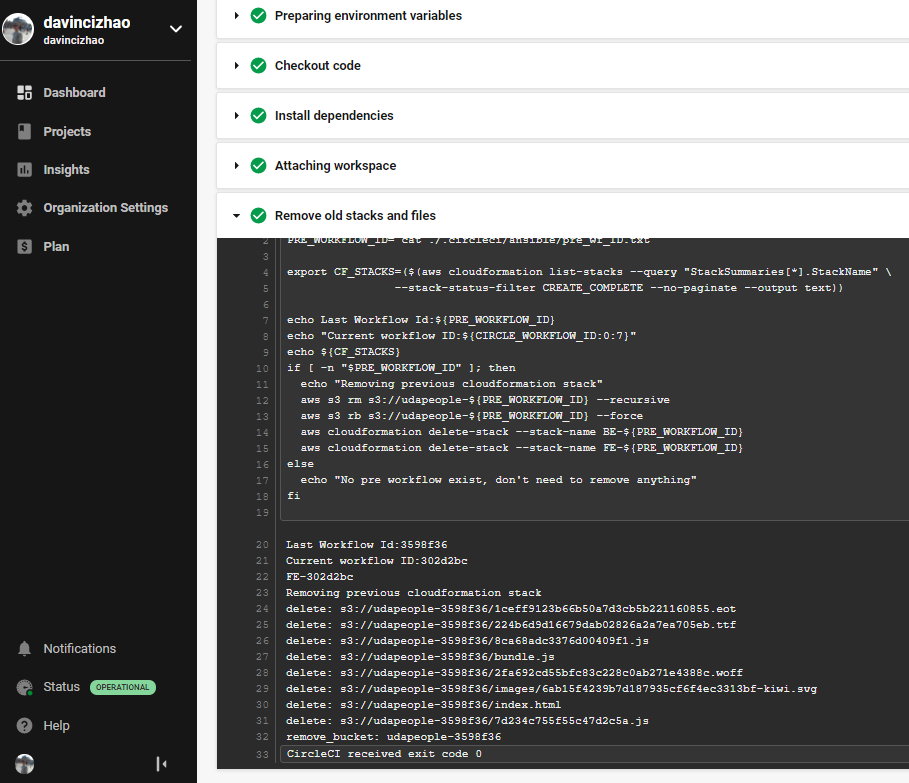 davincizhao
davincizhao
Dashboard
Projects
Insights
Organization Settings
Plan
Notifications
Status OPERATIONAL
Help
Preparing environment variables
Checkout code
Install dependencies
Attaching workspace
Remove old stacks and files
2 PRE_WORKFLOW_ID=`cat ./.circleci/ansible/pre_wf_ID.txt`
3
4 export CF_STACKS=($(aws cloudformation list-stacks --query "StackSummaries[*].StackName" \
5 --stack-status-filter CREATE_COMPLETE --no-paginate --output text))
6
7 echo Last Workflow Id:${PRE_WORKFLOW_ID}
8 echo "Current workflow ID:${CIRCLE_WORKFLOW_ID:0:7}"
9 echo ${CF_STACKS}
10 if [ -n "$PRE_WORKFLOW_ID" ]; then
11 echo "Removing previous cloudformation stack"
12 aws s3 rm s3://udapeople-${PRE_WORKFLOW_ID} --recursive
13 aws s3 rb s3://udapeople-${PRE_WORKFLOW_ID} --force
14 aws cloudformation delete-stack --stack-name BE-${PRE_WORKFLOW_ID}
15 aws cloudformation delete-stack --stack-name FE-${PRE_WORKFLOW_ID}
16 else
17 echo "No pre workflow exist, don't need to remove anything"
18 fi
19
20 Last Workflow Id:3598f36
21 Current workflow ID:302d2bc
22 FE-302d2bc
23 Removing previous cloudformation stack
24 delete: s3://udapeople-3598f36/1ceff9123b66b50a7d3cb5b221160855.eot
25 delete: s3://udapeople-3598f36/224b6d9d16679dab02826a2a7ea705eb.ttf
26 delete: s3://udapeople-3598f36/8ca68adc3376d00409f1.js
27 delete: s3://udapeople-3598f36/bundle.js
28 delete: s3://udapeople-3598f36/2fa692cd55bfc83c228c0ab271e4388c.woff
29 delete: s3://udapeople-3598f36/images/6ab15f4239b7d187935cf6f4ec3313bf-kiwi.svg
30 delete: s3://udapeople-3598f36/index.html
31 delete: s3://udapeople-3598f36/7d234c755f55c47d2c5a.js
32 remove_bucket: udapeople-3598f36
33 CircleCI received exit code 0